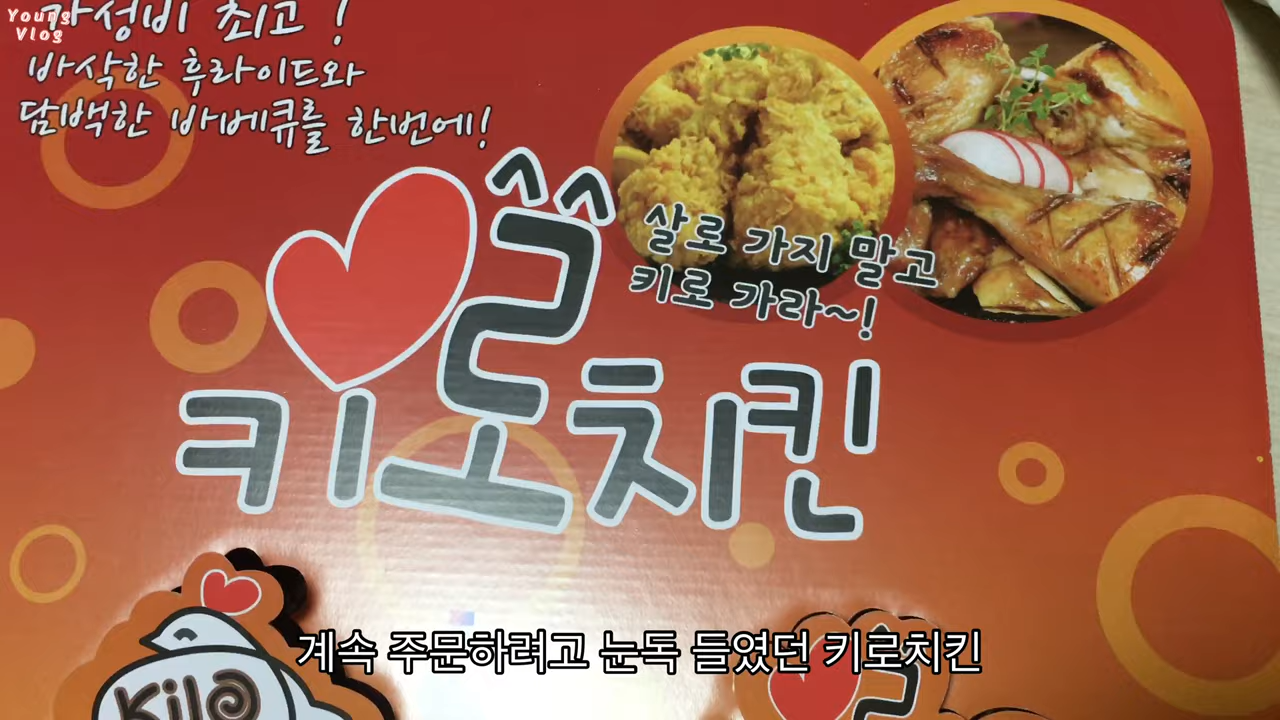 Young
Vlog
가성비 최고 !
바삭한 후라이드와
담백한 바베큐를 한번에!
살로 가지 말고
키로 가라~!
키로치킨
Kilo
계속 주문하려고 눈독 들였던 키로치킨